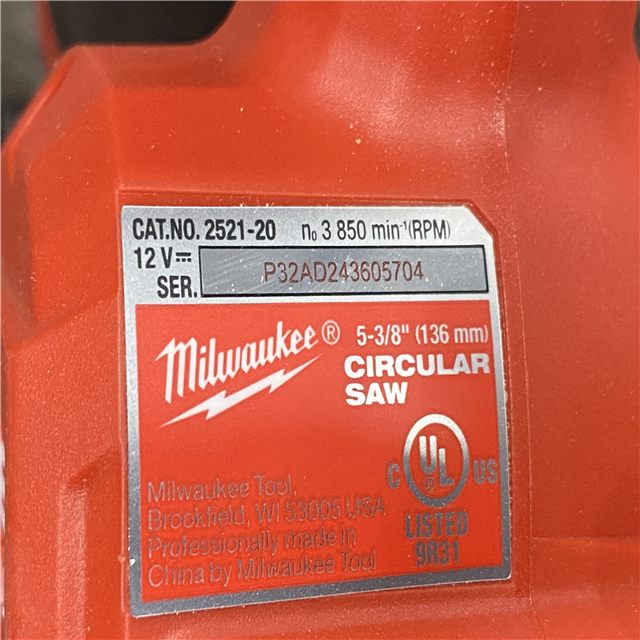 CAT.NO. 2521-20 n₀ 3 850 min⁻¹(RPM)
12 V⎓
SER. P32AD243605704
Milwaukee®
5-3/8" (136 mm)
CIRCULAR
SAW
Milwaukee Tool,
Brookfield, WI 53005 USA
Professionally made in
China by Milwaukee Tool
C UL® US
LISTED
9R31